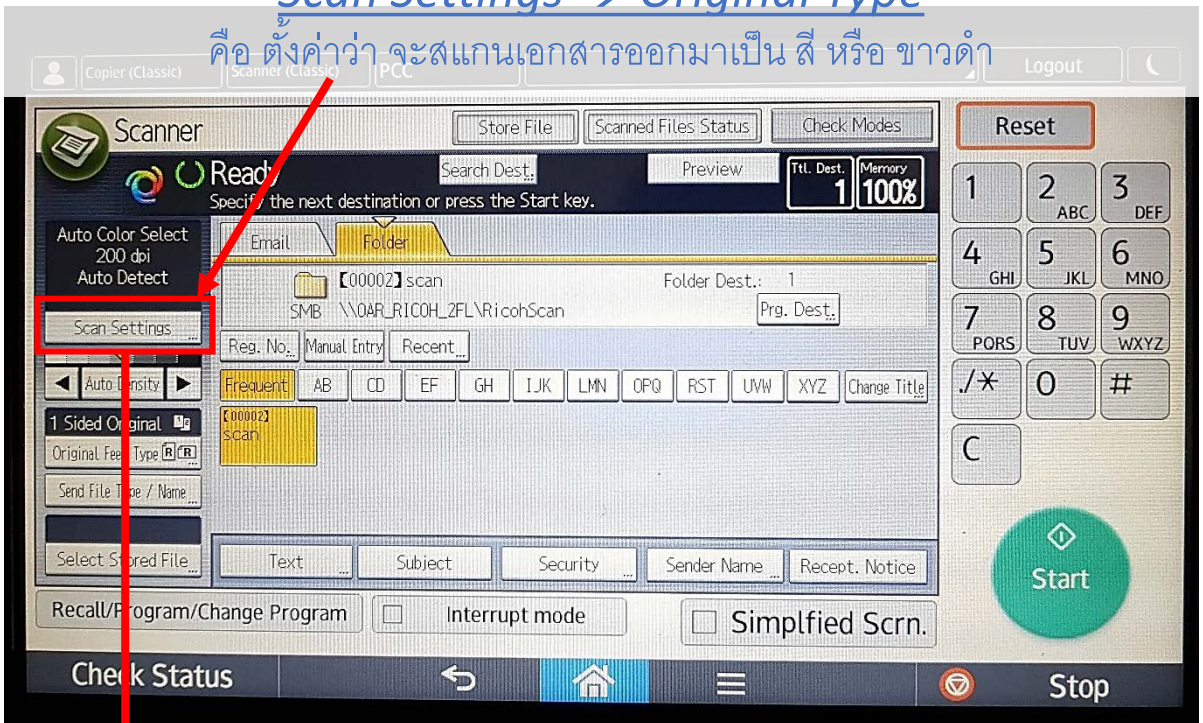 Scan Settings → Original Type
คือ ตั้งค่าว่า จะสแกนเอกสารออกมาเป็น สี หรือ ขาวดำ
Copier (Classic) Scanner (Classic) PCC Logout
Scanner Store File Scanned Files Status Check Modes Reset
Ready Search Dest. Preview Ttl. Dest. 1 Memory 100%
Specify the next destination or press the Start key.
1 2 ABC 3 DEF
Auto Color Select
200 dpi
Auto Detect
Email Folder
4 GHI 5 JKL 6 MNO
【00002】scan Folder Dest.: 1
SMB \\OAR_RICOH_2FL\RicohScan Prg. Dest.
Scan Settings
7 PQRS 8 TUV 9 WXYZ
Reg. No. Manual Entry Recent
Auto Density
Frequent AB CD EF GH IJK LMN OPQ RST UVW XYZ Change Title
./* 0 #
1 Sided Original
【00002】
scan
Original Feed Type
C
Send File Type / Name
Select Stored File
Text Subject Security Sender Name Recept. Notice
Start
Recall/Program/Change Program Interrupt mode Simplfied Scrn.
Check Status Stop